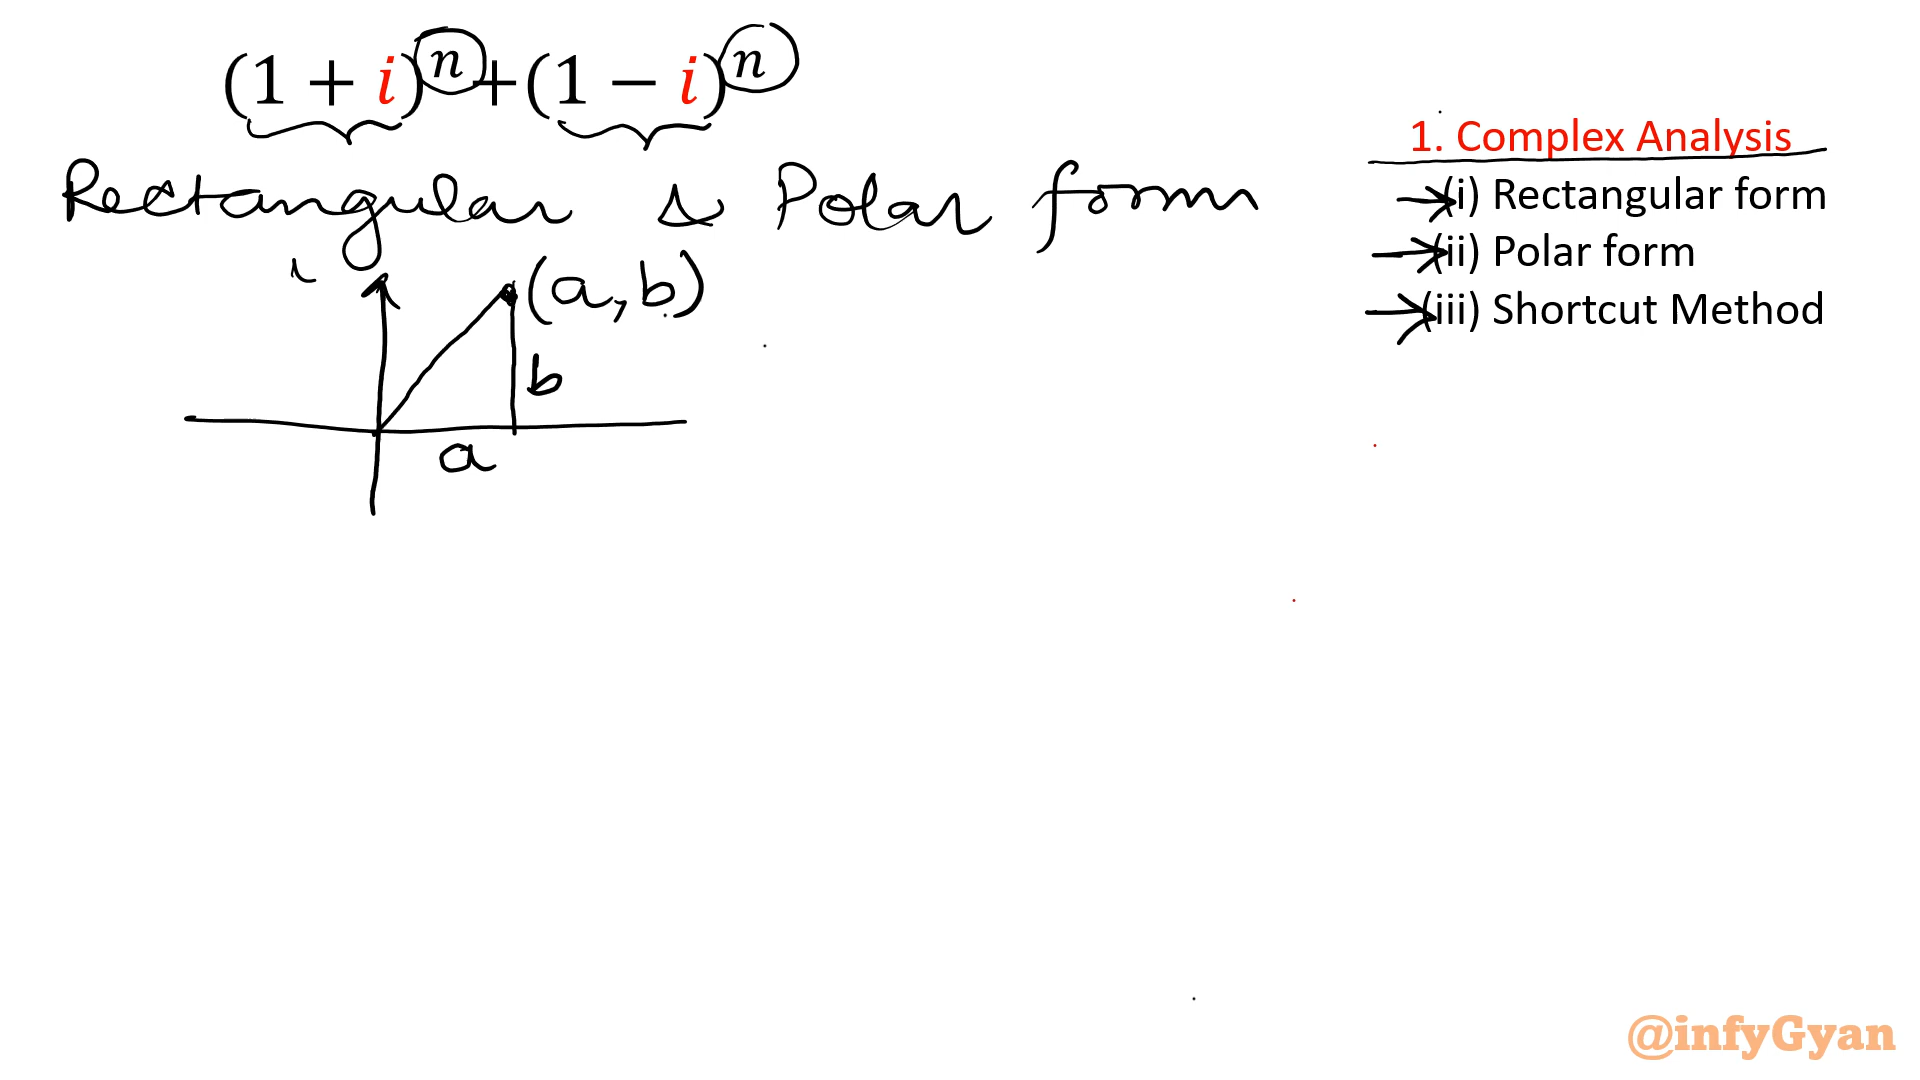 (1 + i)ⁿ+(1 − i)ⁿ
Rectangular & Polar form
i
(a,b)
b
a
1. Complex Analysis
(i) Rectangular form
(ii) Polar form
(iii) Shortcut Method
@infyGyan